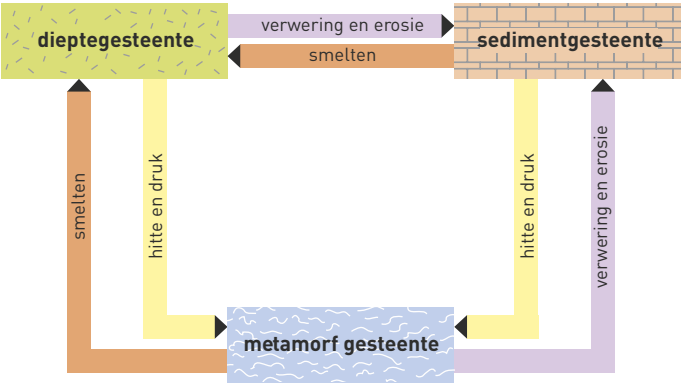 verwering en erosie
dieptegesteente
sedimentgesteente
smelten
smelten
hitte en druk
hitte en druk
verwering en erosie
metamorf gesteente